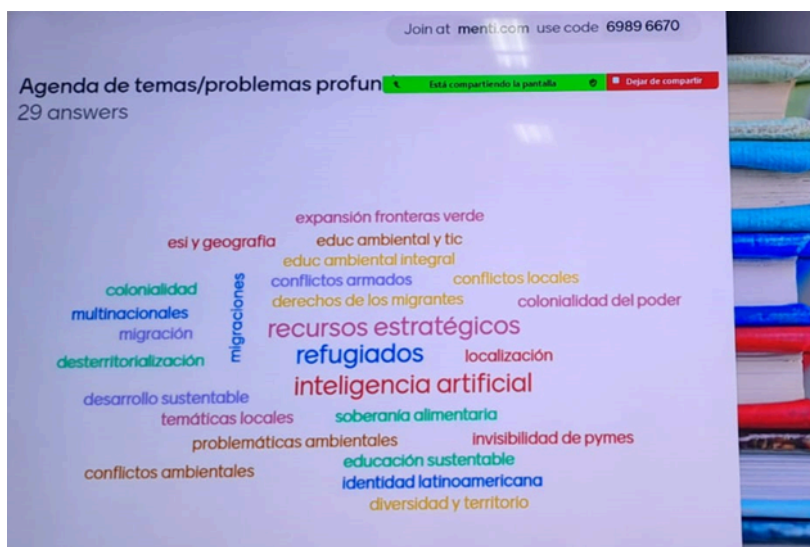 Join at menti.com use code 6989 6670
Agenda de temas/problemas profun
Está compartiendo la pantalla
Dejar de compartir
29 answers
expansión fronteras verde
esi y geografia
educ ambiental y tic
educ ambiental integral
conflictos armados
conflictos locales
colonialidad
derechos de los migrantes
colonialidad del poder
multinacionales
migraciones
migración
recursos estratégicos
desterritorialización
refugiados
localización
inteligencia artificial
desarrollo sustentable
temáticas locales
soberanía alimentaria
problemáticas ambientales
invisibilidad de pymes
educación sustentable
conflictos ambientales
identidad latinoamericana
diversidad y territorio